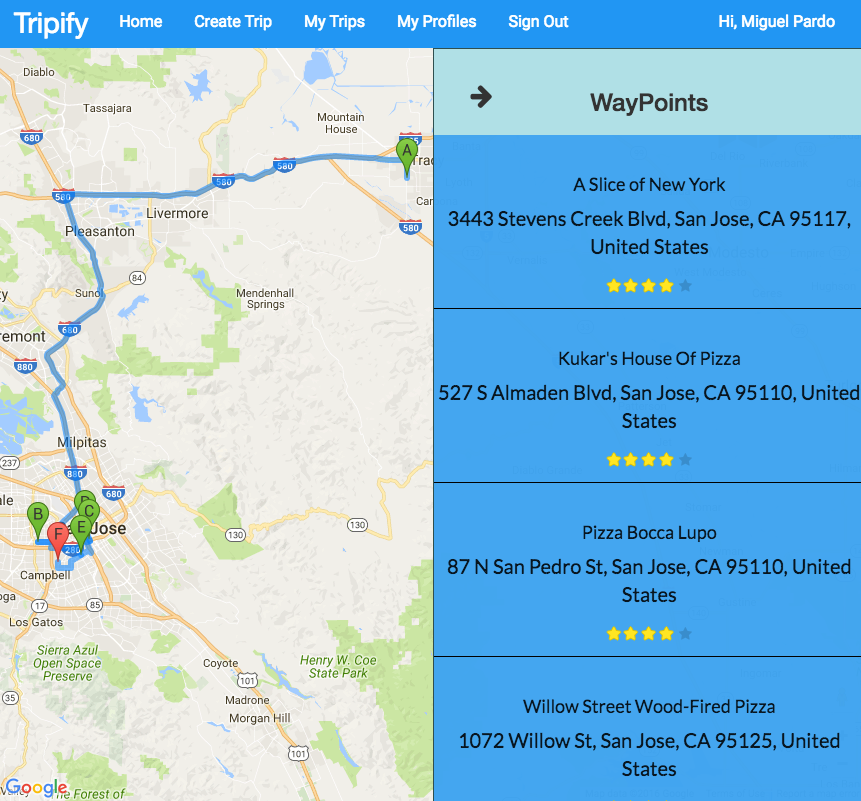 Tripify Home Create Trip My Trips My Profiles Sign Out Hi, Miguel Pardo
Diablo
Tassajara
Mountain
House
680
A
580
580
580
Livermore
Pleasanton
580
84
Sunol
Mendenhall
Springs
680
880
Milpitas
237
880
680
B
C
E
F
Jose
130
130
280
Campbell
17
85
Los Gatos
Sierra Azul
Open Space
Preserve
Coyote
Henry W. Coe
State Park
101
35
Madrone
Morgan Hill
101
Google
he Forest of
WayPoints
A Slice of New York
3443 Stevens Creek Blvd, San Jose, CA 95117,
United States
Kukar's House Of Pizza
527 S Almaden Blvd, San Jose, CA 95110, United
States
Pizza Bocca Lupo
87 N San Pedro St, San Jose, CA 95110, United
States
Willow Street Wood-Fired Pizza
1072 Willow St, San Jose, CA 95125, United
States